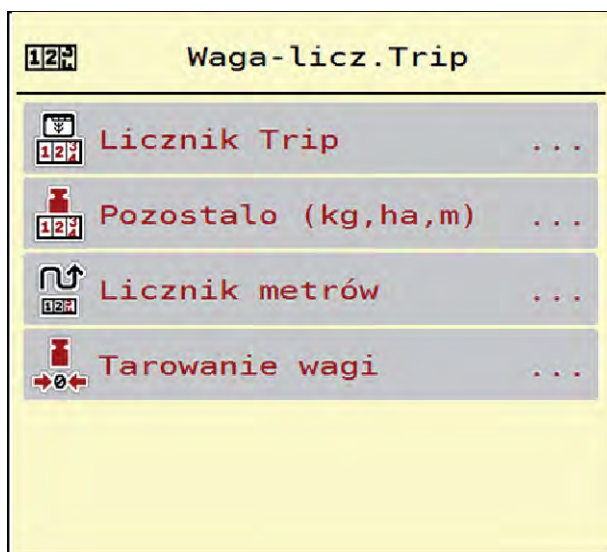 Waga-licz.Trip
Licznik Trip ...
Pozostalo (kg,ha,m) ...
Licznik metrów ...
Tarowanie wagi ...